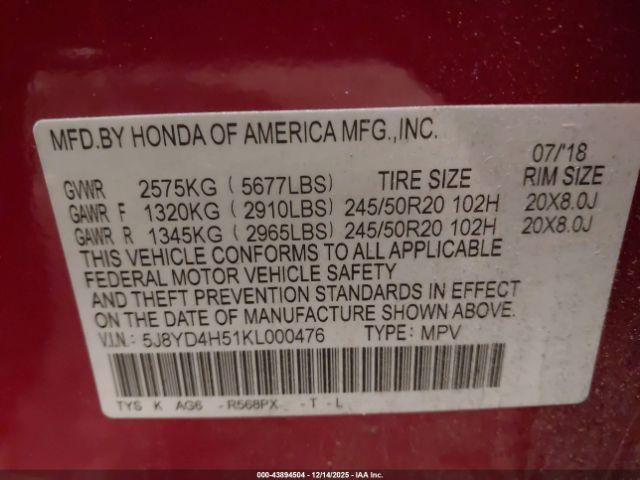 MFD.BY HONDA OF AMERICA MFG.,INC.
07/'18
GVWR 2575KG ( 5677LBS) TIRE SIZE RIM SIZE
GAWR F 1320KG ( 2910LBS) 245/50R20 102H 20X8.0J
GAWR R 1345KG ( 2965LBS) 245/50R20 102H 20X8.0J
THIS VEHICLE CONFORMS TO ALL APPLICABLE
FEDERAL MOTOR VEHICLE SAFETY
AND THEFT PREVENTION STANDARDS IN EFFECT
ON THE DATE OF MANUFACTURE SHOWN ABOVE.
V.I.N.: 5J8YD4H51KL000476 TYPE: MPV
TYS K AG6 -R568PX -T -L
000-43894504 - 12/14/2025 - IAA Inc.